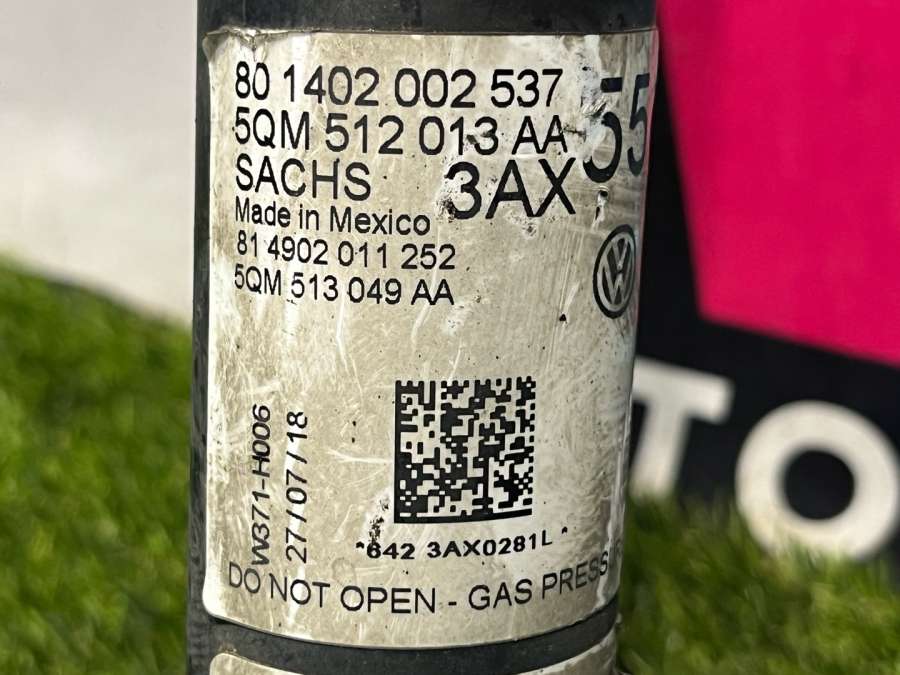 80 1402 002 537
5QM 512 013 AA
55
SACHS
3AX
Made in Mexico
81 4902 011 252
5QM 513 049 AA
W371-H006
27/07/18
*642 3AX0281L *
DO NOT OPEN - GAS PRESS
TO